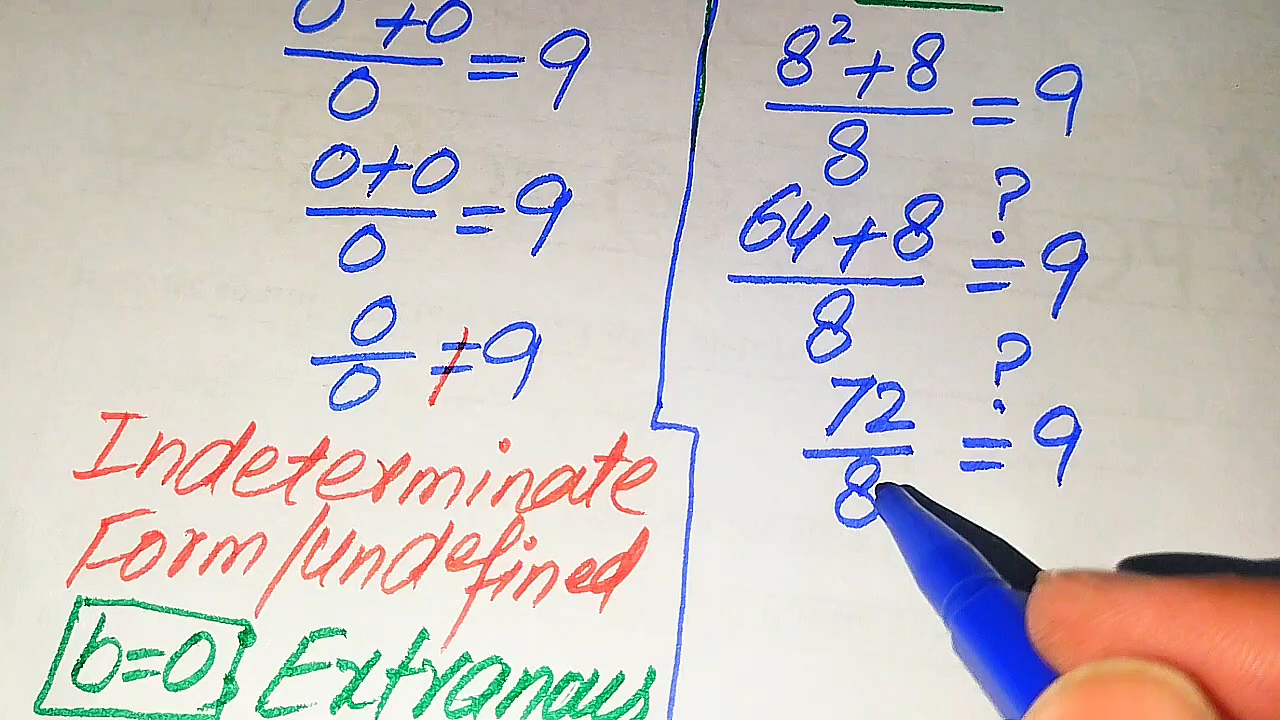 0 +0
/0 = 9
0+0/0 = 9
0/0 ≠ 9
Indeterminate
Form/undefined
b=0 Extranous
8²+8/8 = 9
64+8/8 ≟ 9
72/8 ≟ 9